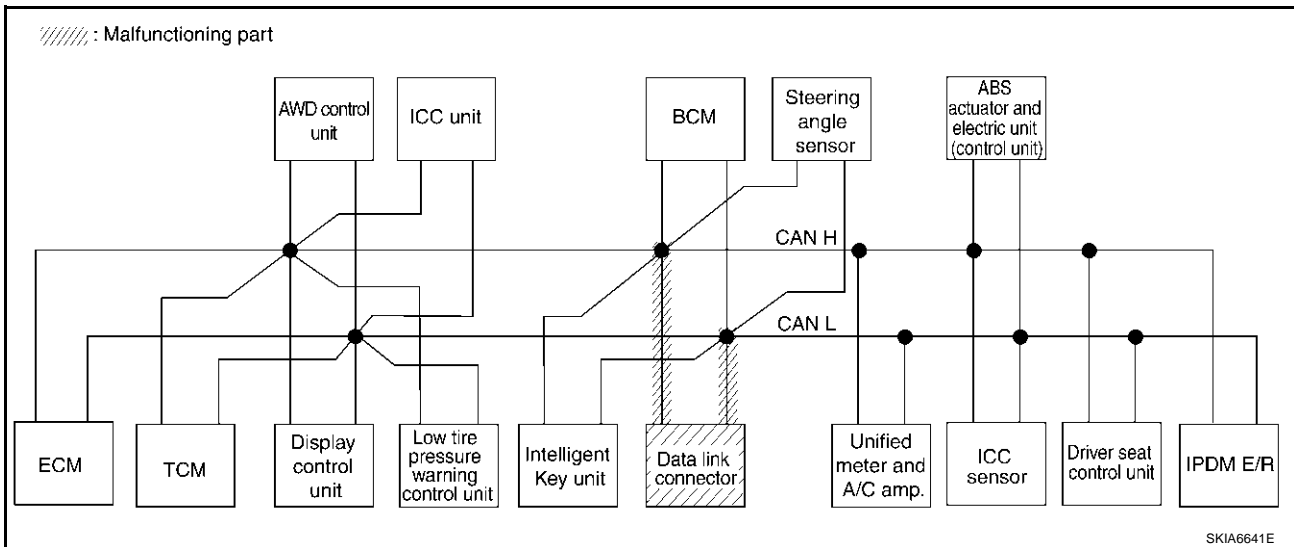 : Malfunctioning part
AWD control
unit
ICC unit
BCM
Steering
angle
sensor
ABS
actuator and
electric unit
(control unit)
CAN H
CAN L
ECM
TCM
Display
control
unit
Low tire
pressure
warning
control unit
Intelligent
Key unit
Data link
connector
Unified
meter and
A/C amp.
ICC
sensor
Driver seat
control unit
IPDM E/R
SKIA6641E